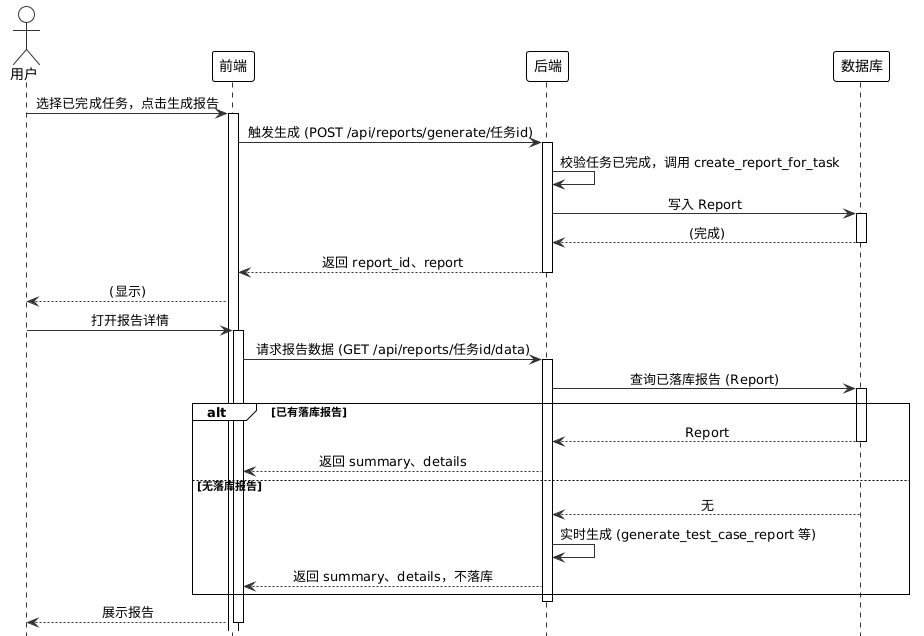 用户
前端
后端
数据库
选择已完成任务，点击生成报告
触发生成 (POST /api/reports/generate/任务id)
校验任务已完成，调用 create_report_for_task
写入 Report
(完成)
返回 report_id、report
(显示)
打开报告详情
请求报告数据 (GET /api/reports/任务id/data)
查询已落库报告 (Report)
alt [已有落库报告]
Report
返回 summary、details
[无落库报告]
无
实时生成 (generate_test_case_report 等)
返回 summary、details，不落库
展示报告